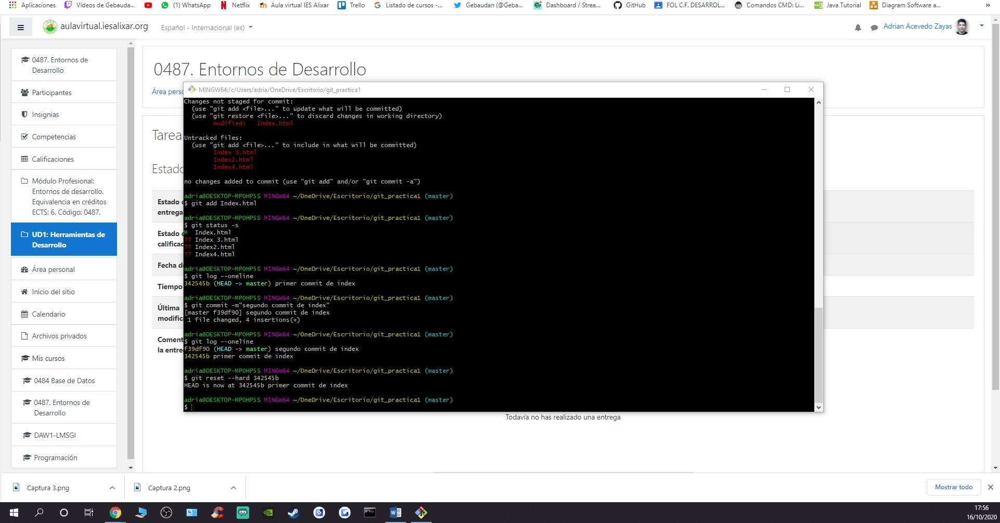 Aplicaciones
Vídeos de Gebauda...
(1) WhatsApp
Netflix
Aula virtual IES Alixar
Trello
Listado de cursos -...
Gebaudan (@Geba...
Dashboard / Strea...
GitHub
FOL C.F. DESARROL...
Comandos CMD: Li...
Java Tutorial
Diagram Software a...
»
aulavirtual.iesalixar.org
Español - Internacional (es)
Adrian Acevedo Zayas
0487. Entornos de
Desarrollo
Participantes
Insignias
Competencias
Calificaciones
Módulo Profesional:
Entornos de desarrollo.
Equivalencia en créditos
ECTS: 6. Código: 0487.
UD1: Herramientas de
Desarrollo
Área personal
Inicio del sitio
Calendario
Archivos privados
Mis cursos
0484 Base de Datos
0487. Entornos de
Desarrollo
DAW1-LMSGI
Programación
0487. Entornos de Desarrollo
Área perso
Tarea
Estado
Estado d
entrega
Estado d
calificac
Fecha d
Tiempo
Última
modific
Coment
la entre
MINGW64:/c/Users/adria/OneDrive/Escritorio/git_practica1
Changes not staged for commit:
(use "git add <file>..." to update what will be committed)
(use "git restore <file>..." to discard changes in working directory)
modified:   Index.html
Untracked files:
(use "git add <file>..." to include in what will be committed)
Index 3.html
Index2.html
Index4.html
no changes added to commit (use "git add" and/or "git commit -a")
adria@DESKTOP-MPOHP5S MINGW64 ~/OneDrive/Escritorio/git_practica1 (master)
$ git add Index.html
adria@DESKTOP-MPOHP5S MINGW64 ~/OneDrive/Escritorio/git_practica1 (master)
$ git status -s
M  Index.html
?? Index 3.html
?? Index2.html
?? Index4.html
adria@DESKTOP-MPOHP5S MINGW64 ~/OneDrive/Escritorio/git_practica1 (master)
$ git log --oneline
342545b (HEAD -> master) primer commit de index
adria@DESKTOP-MPOHP5S MINGW64 ~/OneDrive/Escritorio/git_practica1 (master)
$ git commit -m"segundo commit de index"
[master f39df90] segundo commit de index
1 file changed, 4 insertions(+)
adria@DESKTOP-MPOHP5S MINGW64 ~/OneDrive/Escritorio/git_practica1 (master)
$ git log --oneline
f39df90 (HEAD -> master) segundo commit de index
342545b primer commit de index
adria@DESKTOP-MPOHP5S MINGW64 ~/OneDrive/Escritorio/git_practica1 (master)
$ git reset --hard 342545b
HEAD is now at 342545b primer commit de index
adria@DESKTOP-MPOHP5S MINGW64 ~/OneDrive/Escritorio/git_practica1 (master)
$
Todavía no has realizado una entrega
Captura 3.png
Captura 2.png
Mostrar todo
17:56
16/10/2020